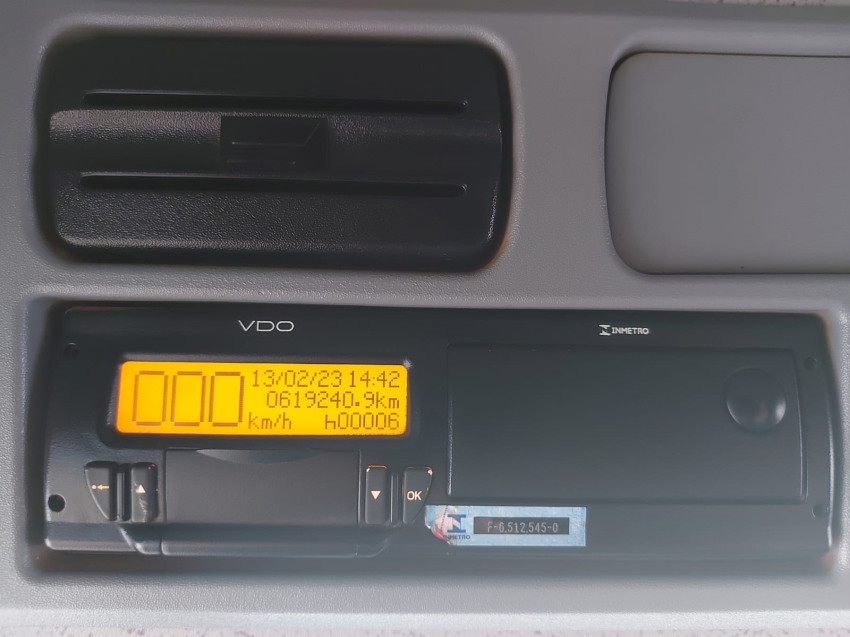 VDO
INMETRO
000 13/02/23 14:42
0619240.9km
km/h h00006
OK
INMETRO F-6.512.545-0